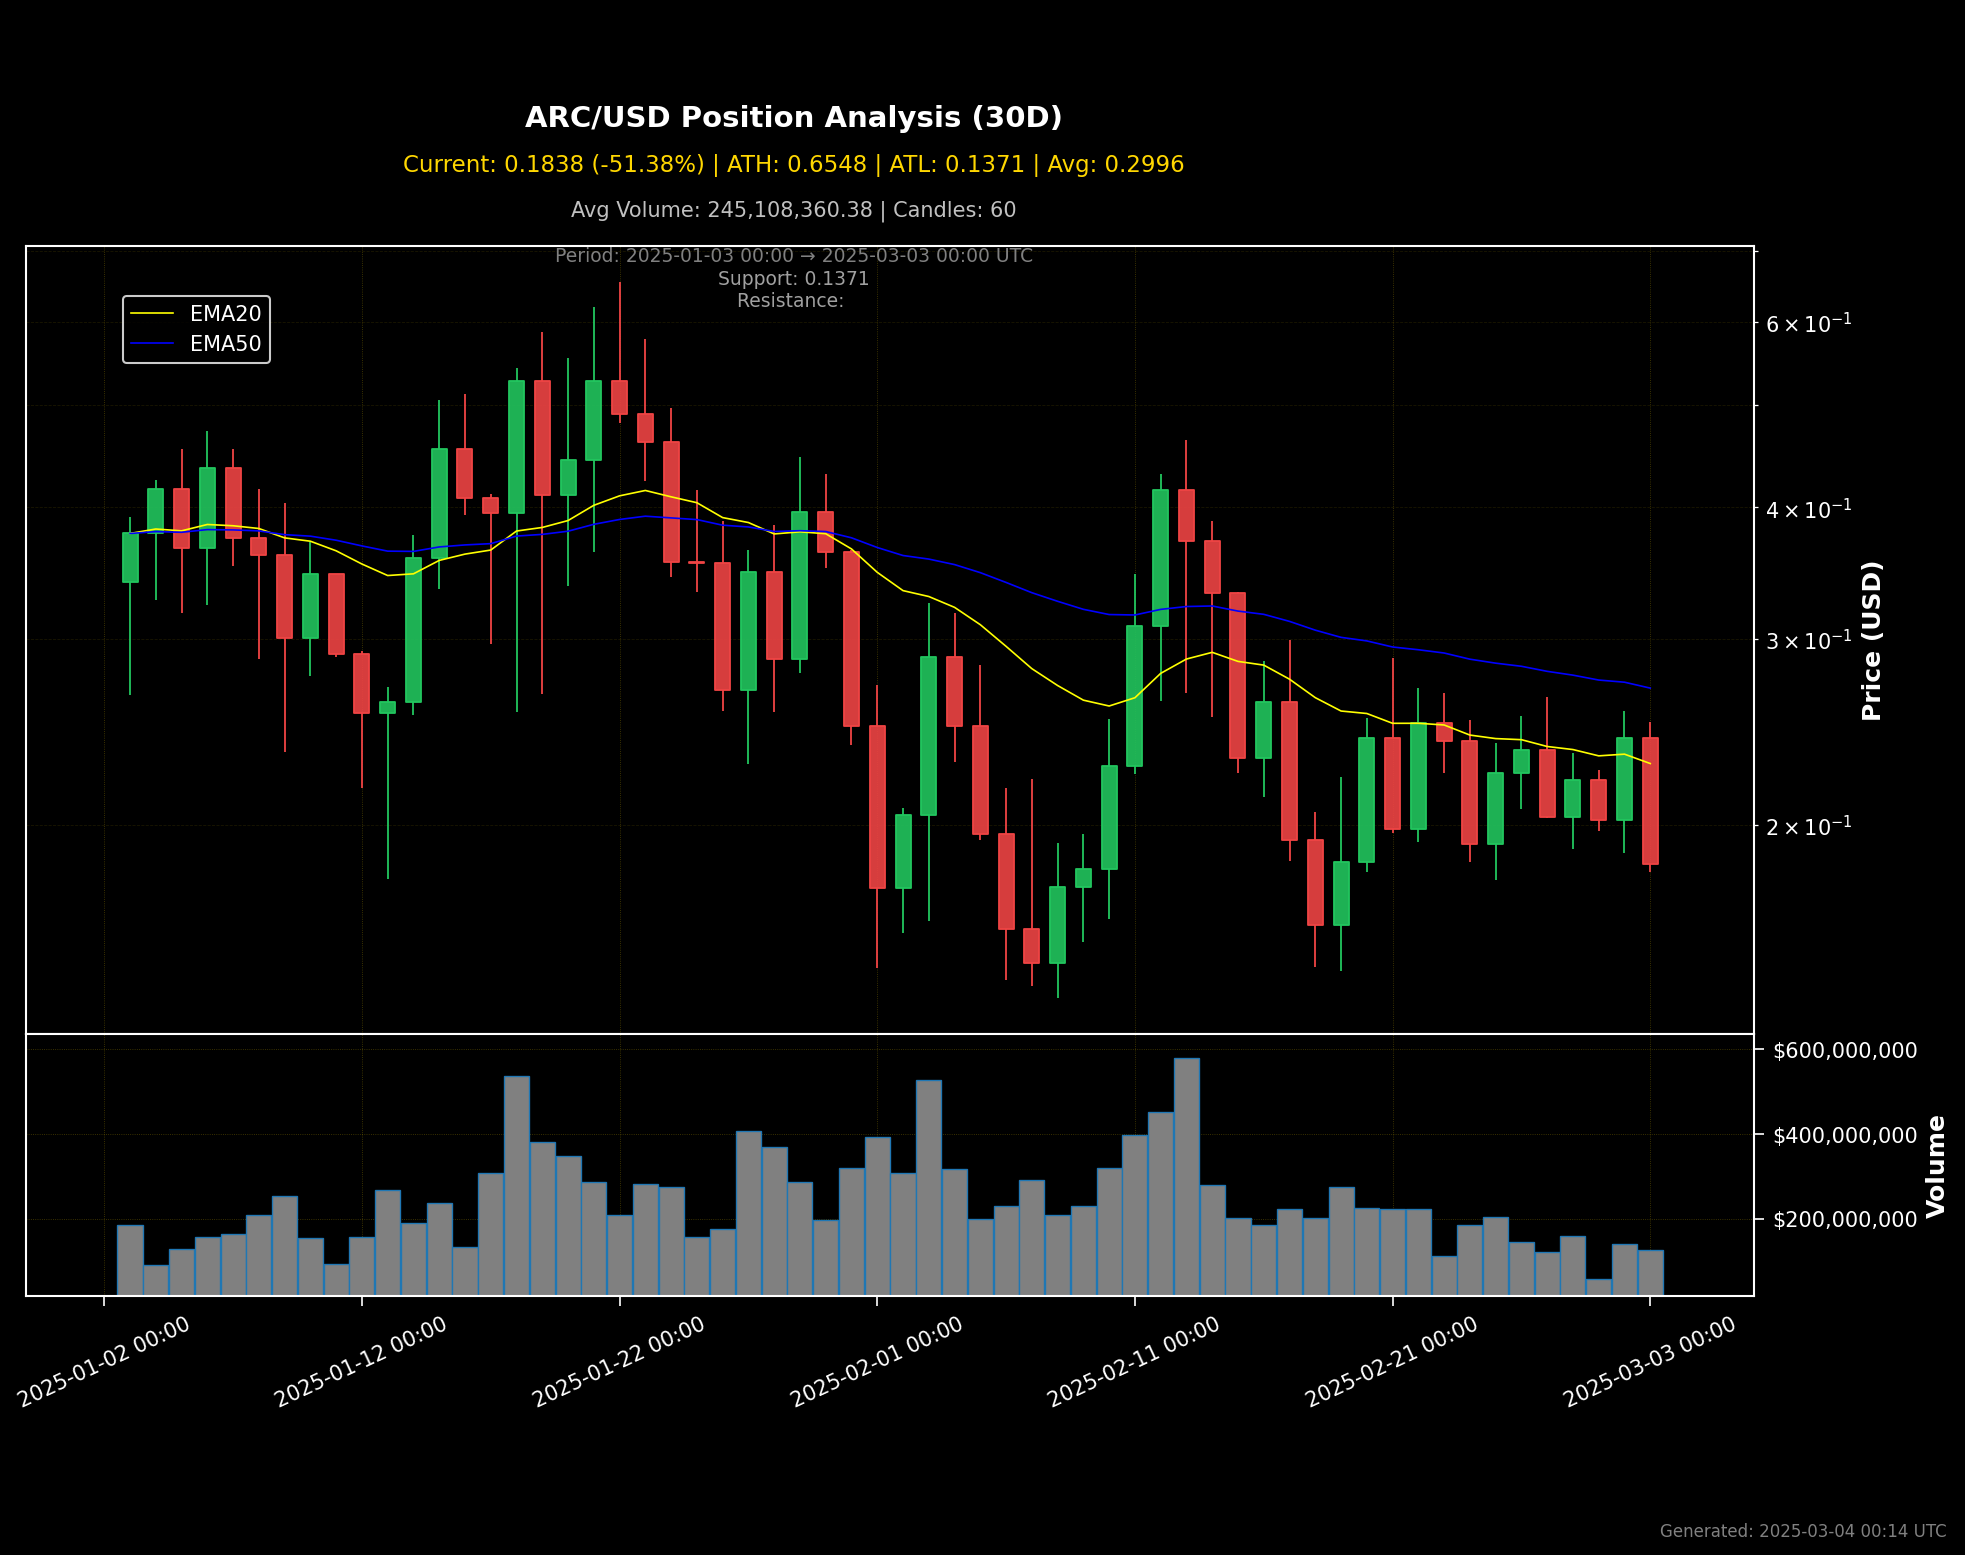 ARC/USD Position Analysis (30D)
Current: 0.1838 (-51.38%) | ATH: 0.6548 | ATL: 0.1371 | Avg: 0.2996
Avg Volume: 245,108,360.38 | Candles: 60
Period: 2025-01-03 00:00 → 2025-03-03 00:00 UTC
Support: 0.1371
Resistance:
EMA20
EMA50
6 × 10⁻¹
4 × 10⁻¹
3 × 10⁻¹
2 × 10⁻¹
Price (USD)
$600,000,000
$400,000,000
$200,000,000
Volume
2025-01-02 00:00
2025-01-12 00:00
2025-01-22 00:00
2025-02-01 00:00
2025-02-11 00:00
2025-02-21 00:00
2025-03-03 00:00
Generated: 2025-03-04 00:14 UTC